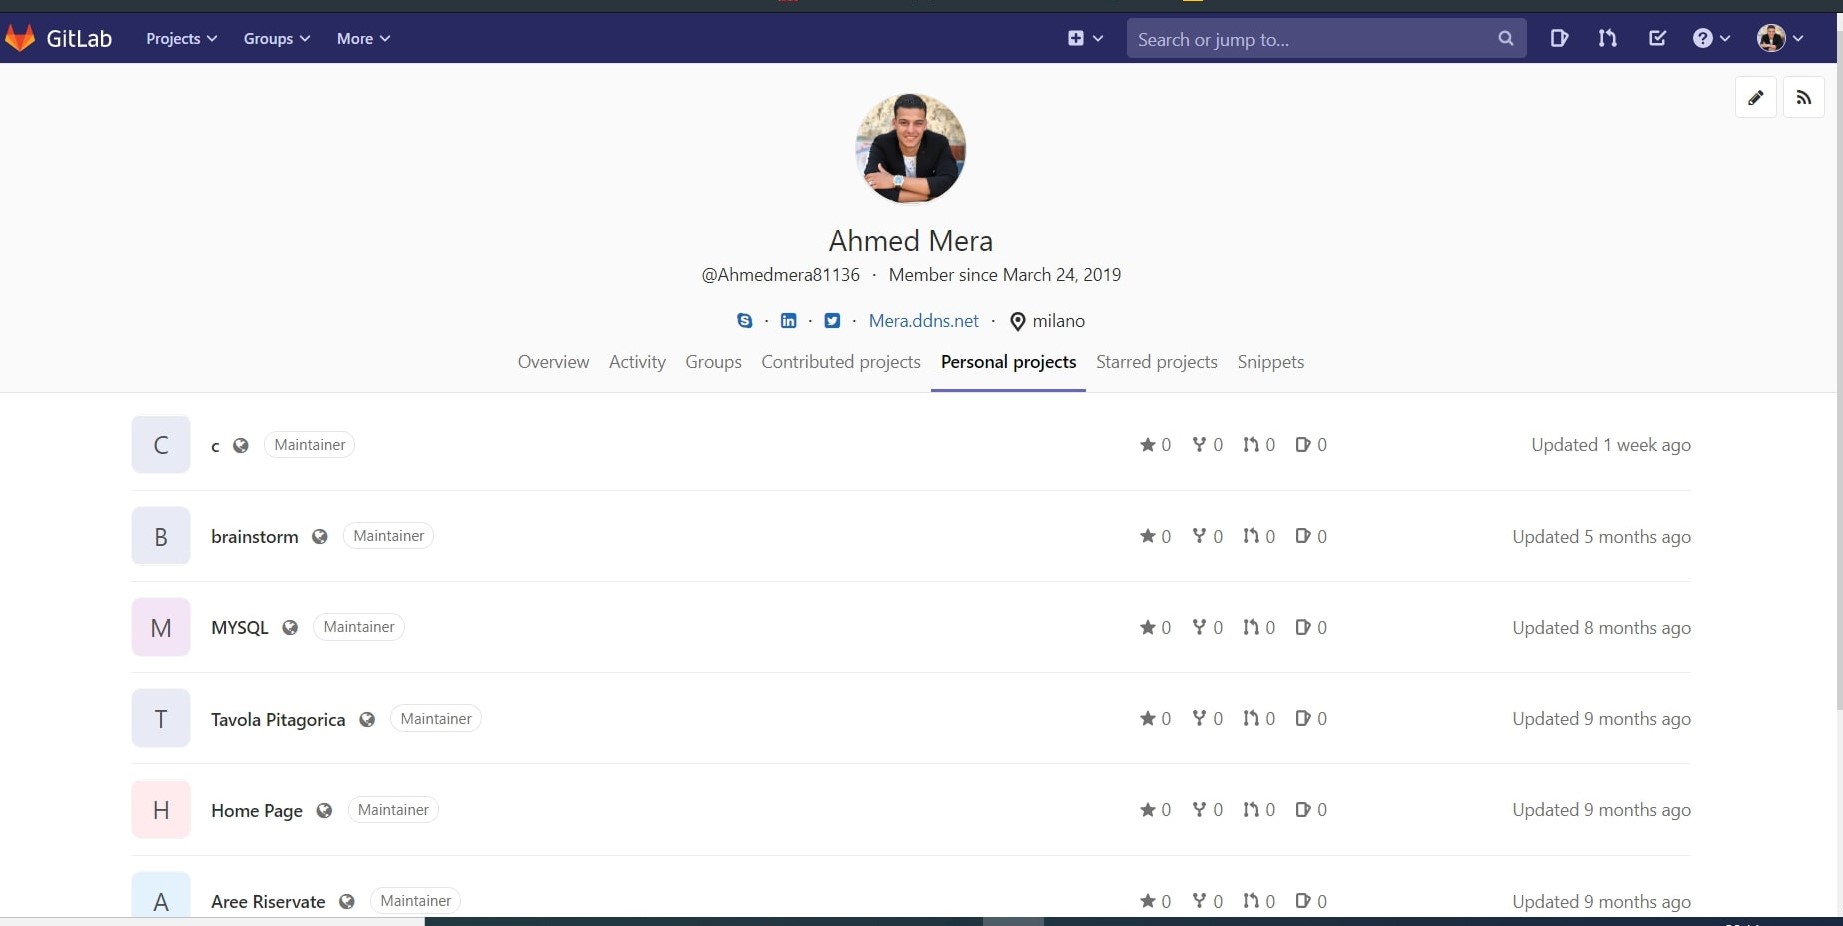 GitLab Projects Groups More Search or jump to...
Ahmed Mera
@Ahmedmera81136 · Member since March 24, 2019
· · · Mera.ddns.net · milano
Overview Activity Groups Contributed projects Personal projects Starred projects Snippets
C c Maintainer 0 0 0 0 Updated 1 week ago
B brainstorm Maintainer 0 0 0 0 Updated 5 months ago
M MYSQL Maintainer 0 0 0 0 Updated 8 months ago
T Tavola Pitagorica Maintainer 0 0 0 0 Updated 9 months ago
H Home Page Maintainer 0 0 0 0 Updated 9 months ago
A Aree Riservate Maintainer 0 0 0 0 Updated 9 months ago